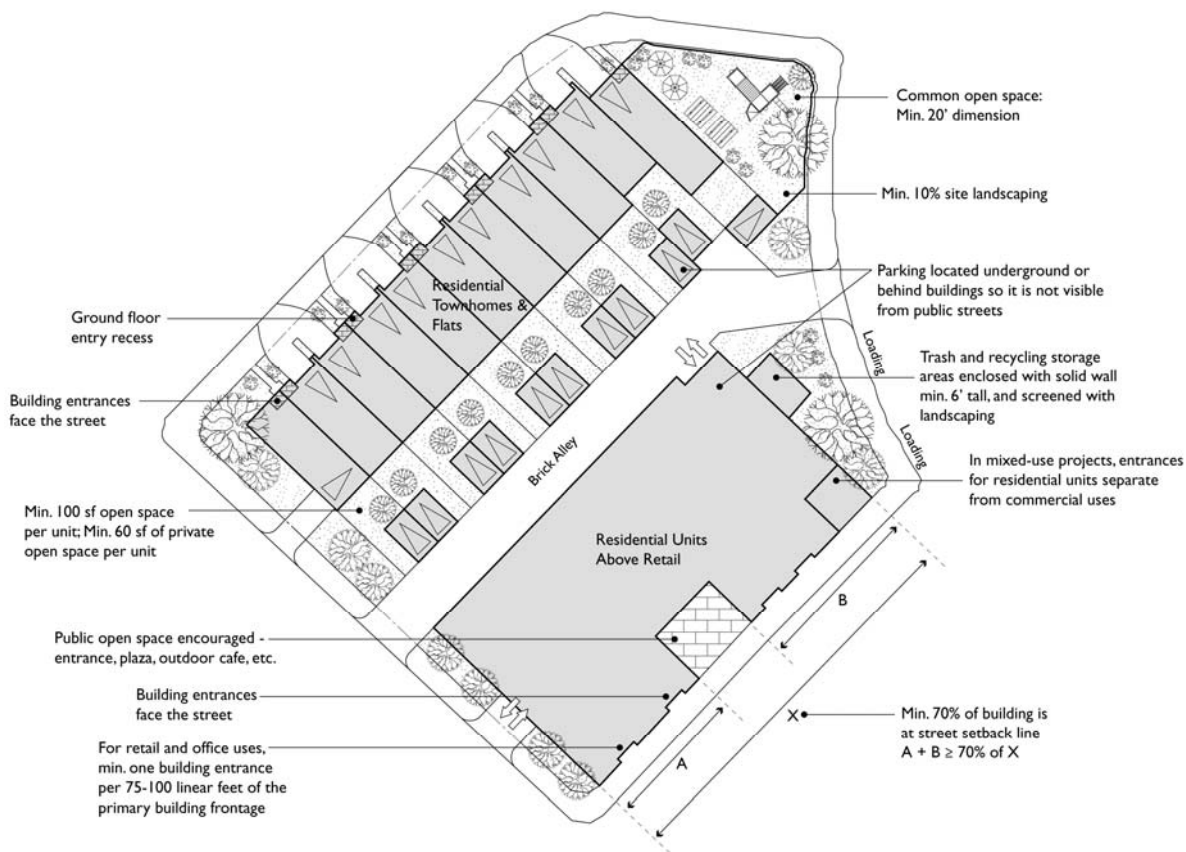 Common open space:
Min. 20' dimension
Min. 10% site landscaping
Parking located underground or
behind buildings so it is not visible
from public streets
Residential
Townhomes &
Flats
Ground floor
entry recess
Loading
Trash and recycling storage
areas enclosed with solid wall
min. 6' tall, and screened with
landscaping
Building entrances
face the street
Loading
Brick Alley
In mixed-use projects, entrances
for residential units separate
from commercial uses
Min. 100 sf open space
per unit; Min. 60 sf of private
open space per unit
Residential Units
Above Retail
B
Public open space encouraged -
entrance, plaza, outdoor cafe, etc.
Building entrances
face the street
X
Min. 70% of building is
at street setback line
A + B ≥ 70% of X
For retail and office uses,
min. one building entrance
per 75-100 linear feet of the
primary building frontage
A